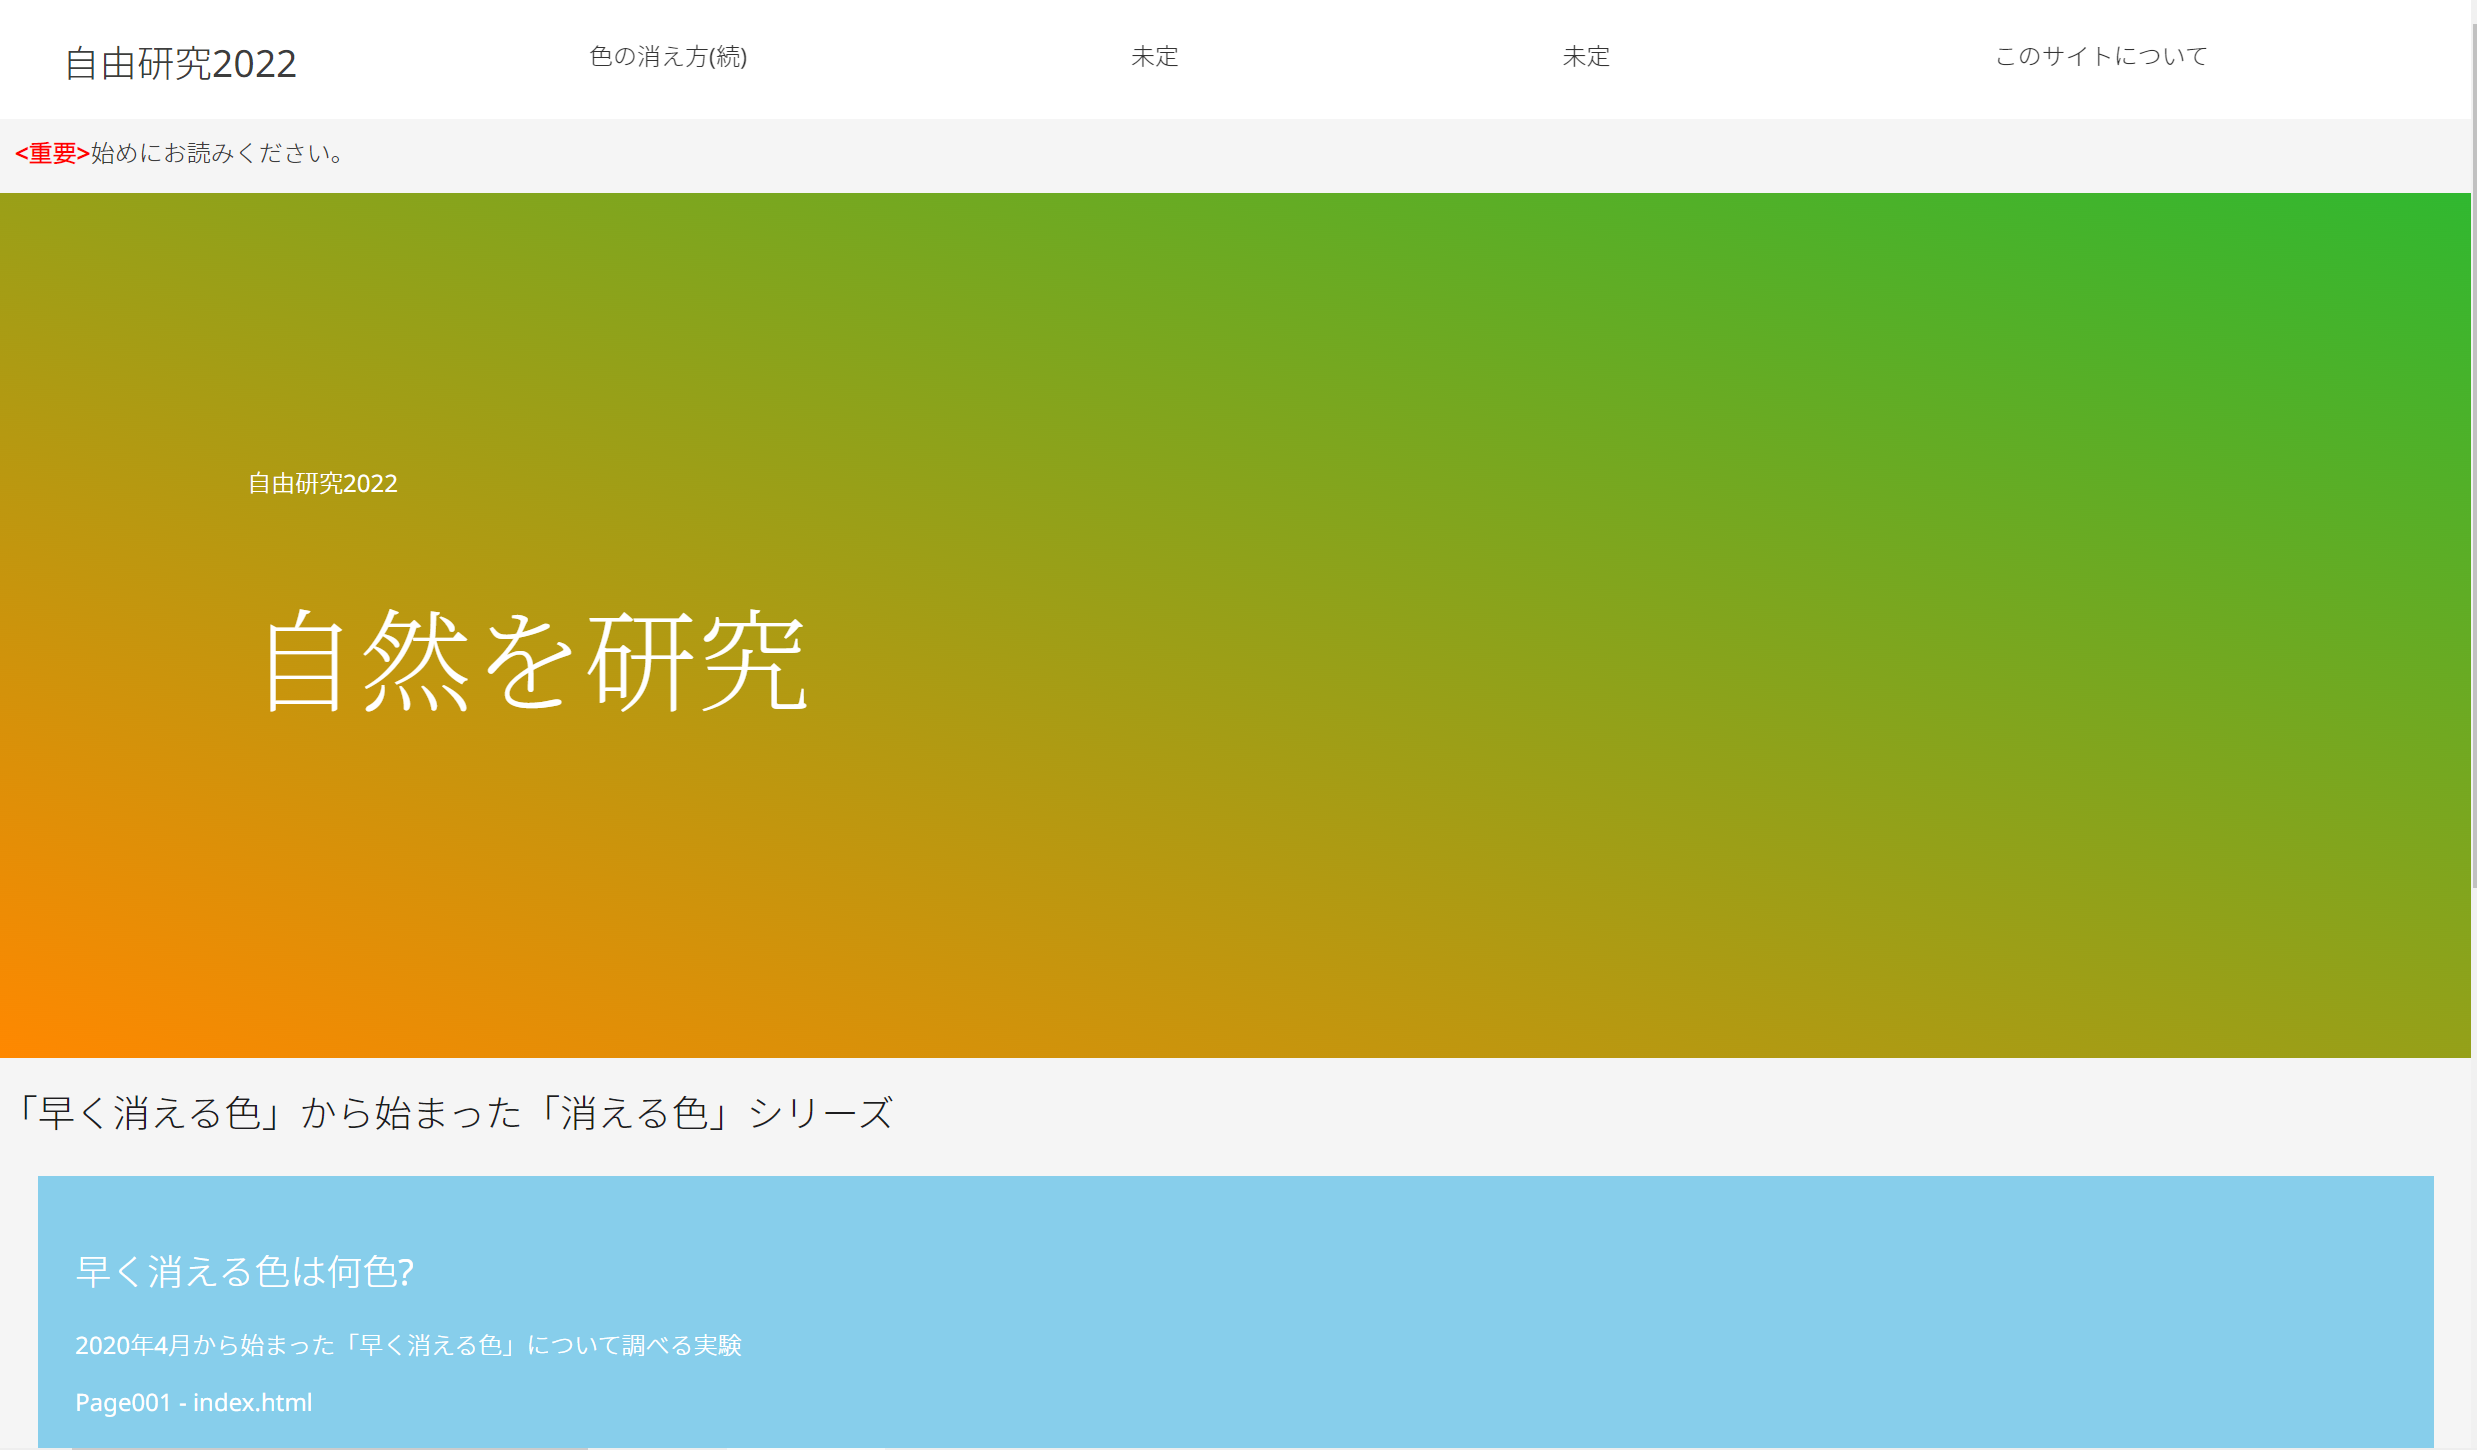 自由研究2022 色の消え方(続) 未定 未定 このサイトについて
<重要>始めにお読みください。
自由研究2022
自然を研究
「早く消える色」から始まった「消える色」シリーズ
早く消える色は何色?
2020年4月から始まった「早く消える色」について調べる実験
Page001 - index.html